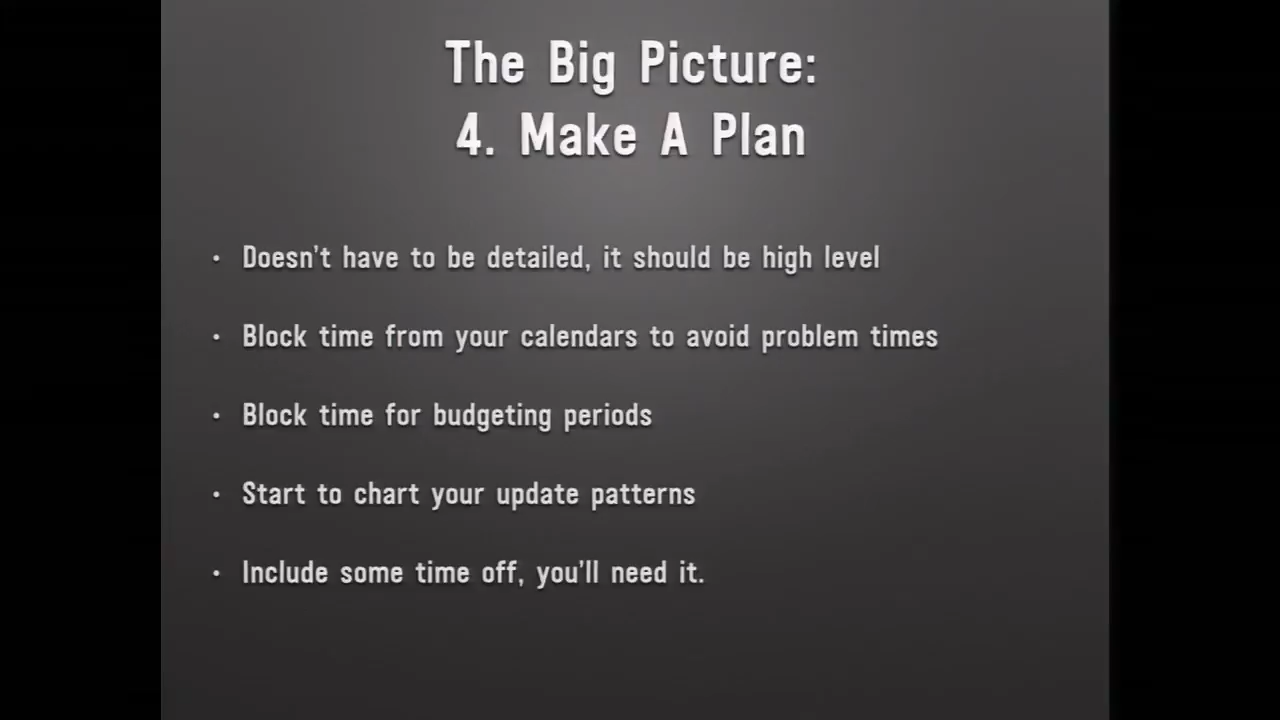 The Big Picture:
4. Make A Plan
• Doesn't have to be detailed, it should be high level
• Block time from your calendars to avoid problem times
• Block time for budgeting periods
• Start to chart your update patterns
• Include some time off, you'll need it.